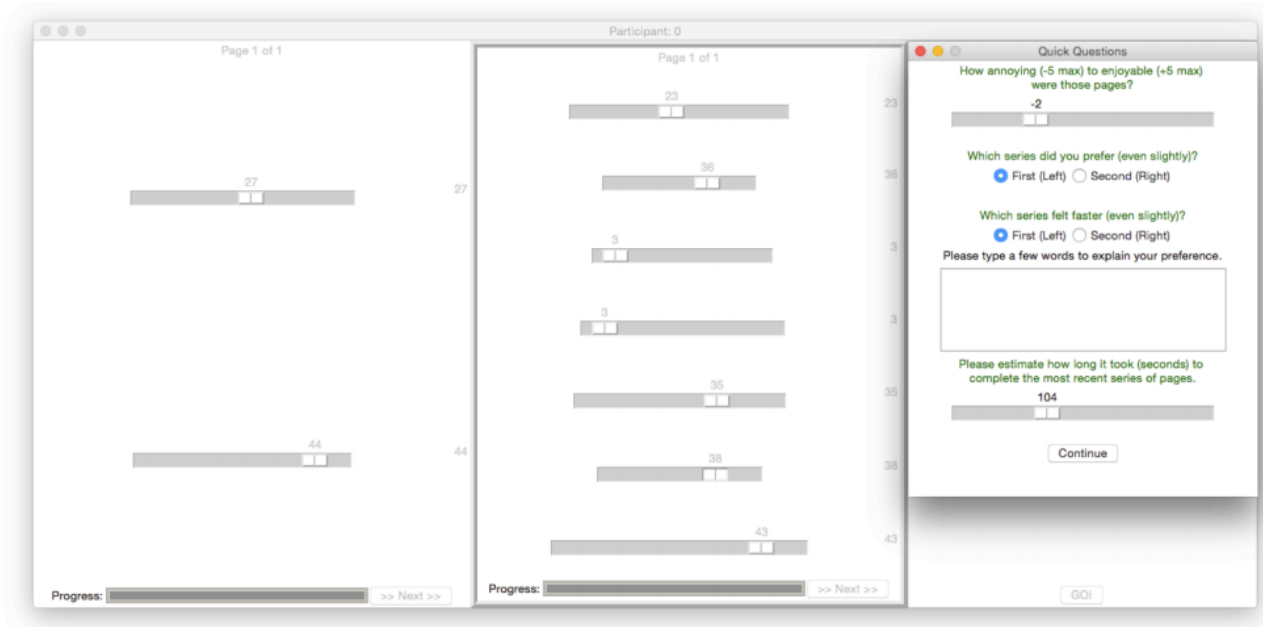 Participant: 0
Page 1 of 1
27
27
44
44
Progress:
>> Next >>
Page 1 of 1
23
23
36
36
3
3
3
3
35
35
38
38
43
43
Progress:
>> Next >>
Quick Questions
How annoying (-5 max) to enjoyable (+5 max)
were those pages?
-2
Which series did you prefer (even slightly)?
First (Left) Second (Right)
Which series felt faster (even slightly)?
First (Left) Second (Right)
Please type a few words to explain your preference.
Please estimate how long it took (seconds) to
complete the most recent series of pages.
104
Continue
GO!